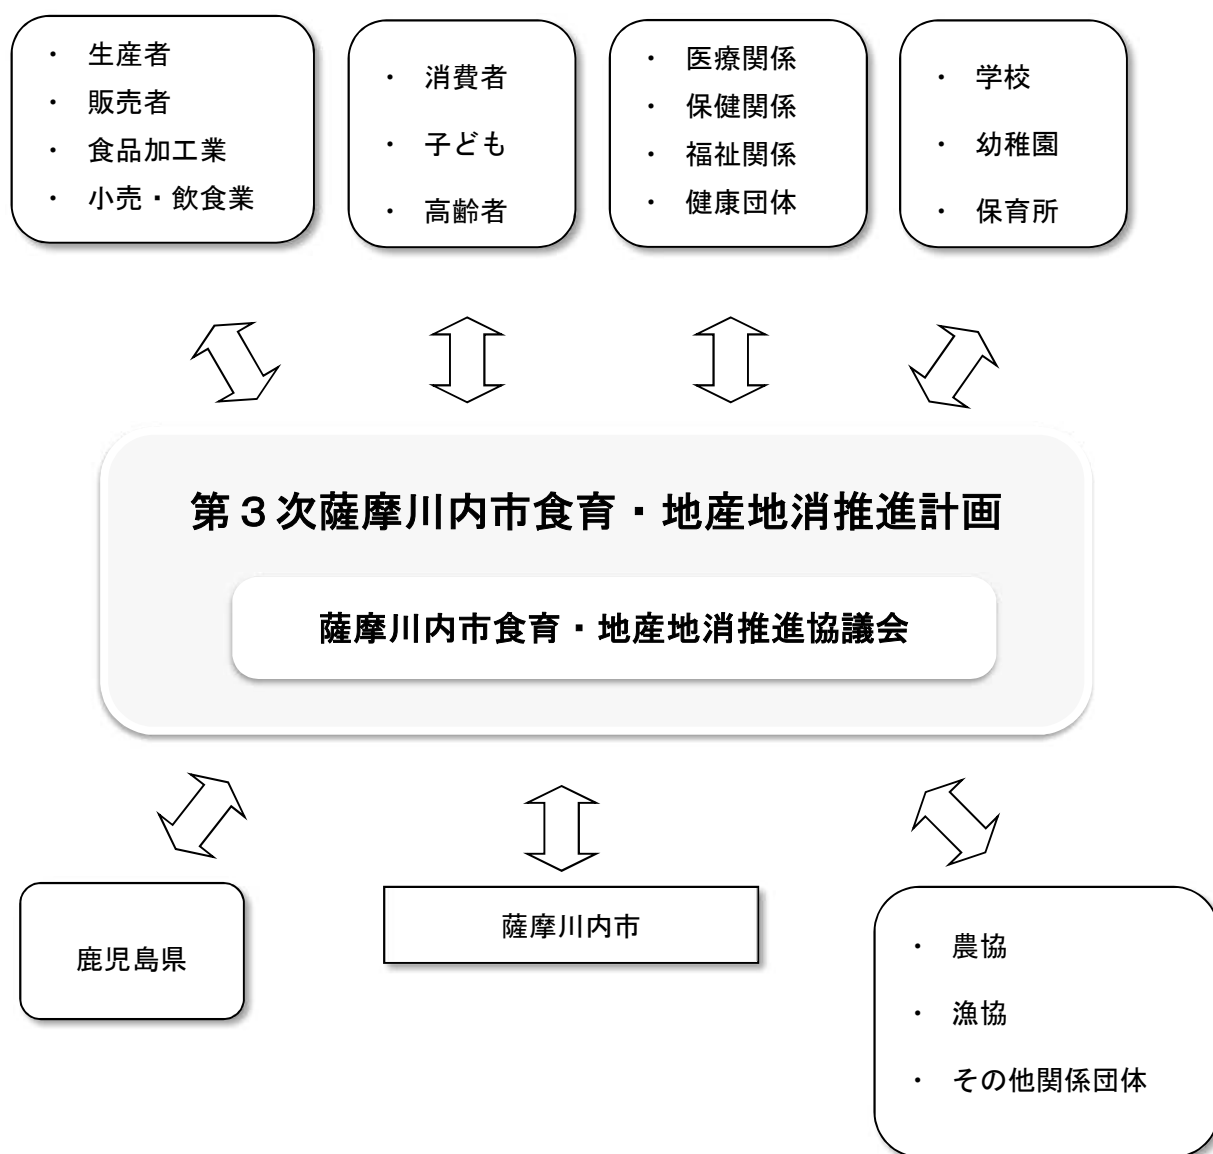 ・ 生産者
・ 販売者
・ 食品加工業
・ 小売・飲食業
・ 消費者
・ 子ども
・ 高齢者
・ 医療関係
・ 保健関係
・ 福祉関係
・ 健康団体
・ 学校
・ 幼稚園
・ 保育所
第３次薩摩川内市食育・地産地消推進計画
薩摩川内市食育・地産地消推進協議会
鹿児島県
薩摩川内市
・ 農協
・ 漁協
・ その他関係団体